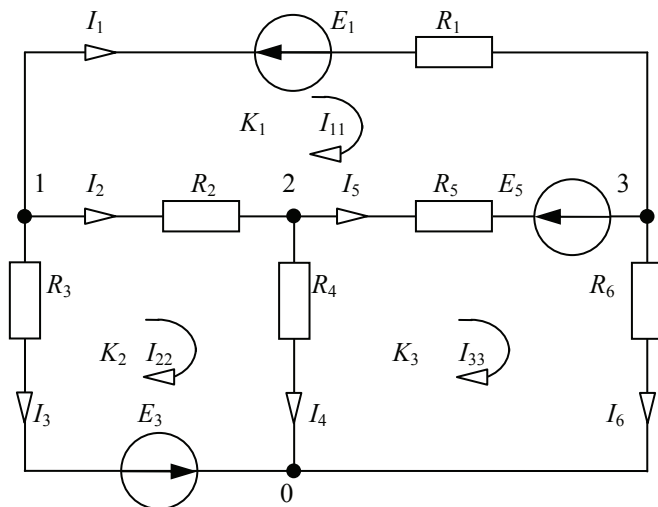 I₁ E₁ R₁
K₁ I₁₁
1 I₂ R₂ 2 I₅ R₅ E₅ 3
R₃ R₄ R₆
K₂ I₂₂ K₃ I₃₃
I₃ E₃ I₄ I₆
0